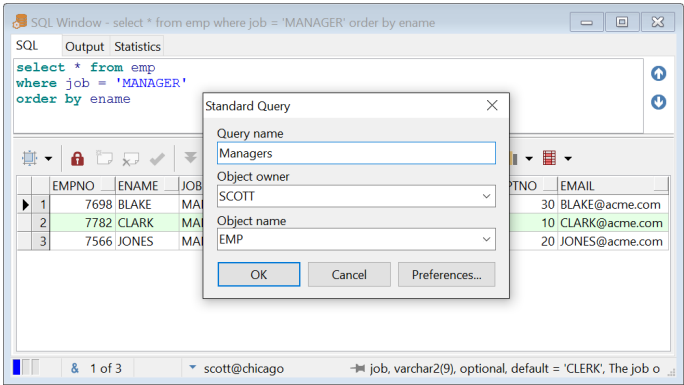 SQL Window - select * from emp where job = 'MANAGER' order by ename
SQL Output Statistics
select * from emp
where job = 'MANAGER'
order by ename
Standard Query
Query name
Managers
Object owner
SCOTT
Object name
EMP
OK Cancel Preferences...
EMPNO ENAME JOB PTNO EMAIL
1 7698 BLAKE MA 30 BLAKE@acme.com
2 7782 CLARK MA 10 CLARK@acme.com
3 7566 JONES MA 20 JONES@acme.com
& 1 of 3 scott@chicago job, varchar2(9), optional, default = 'CLERK', The job o